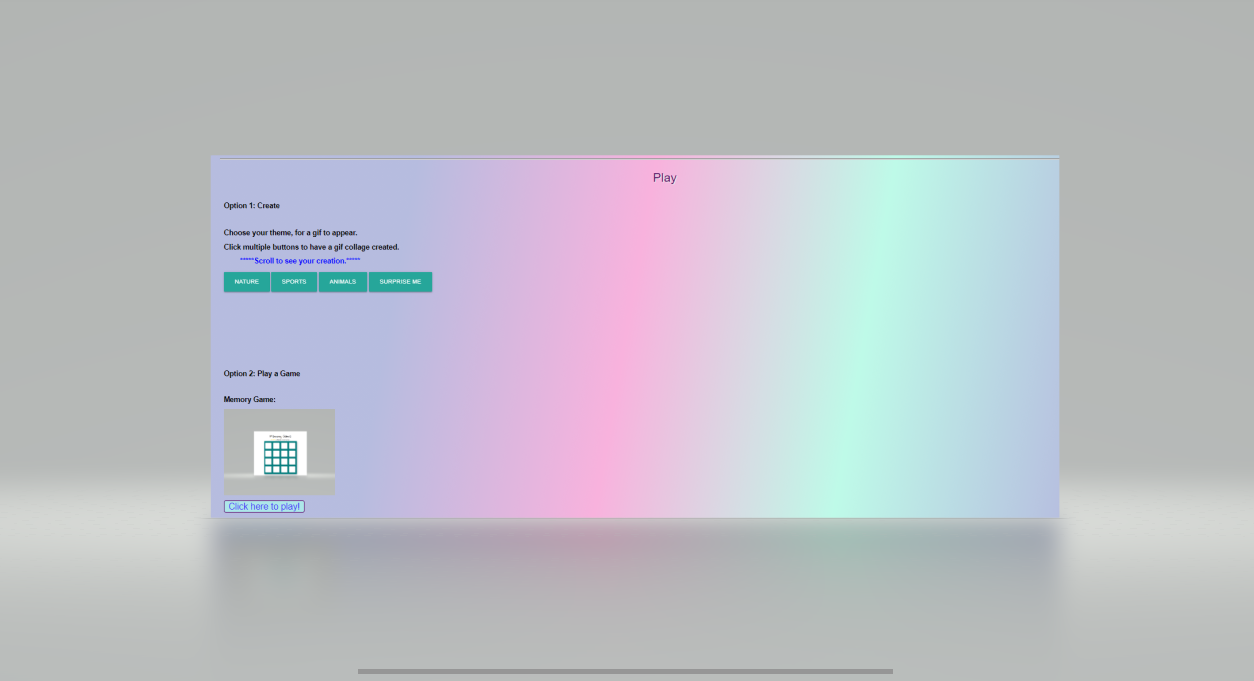 Play
Option 1: Create
Choose your theme, for a gif to appear.
Click multiple buttons to have a gif collage created.
*****Scroll to see your creation.*****
NATURE SPORTS ANIMALS SURPRISE ME
Option 2: Play a Game
Memory Game:
Click here to play!